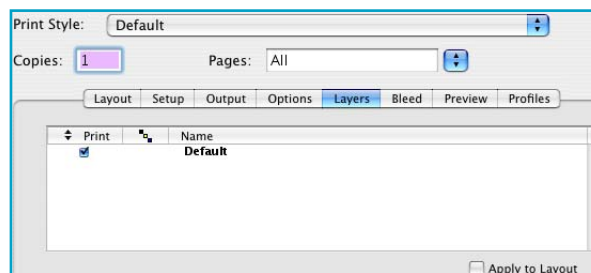 Print Style: Default
Copies: 1 Pages: All
Layout Setup Output Options Layers Bleed Preview Profiles
Print Name
Default
Apply to Layout